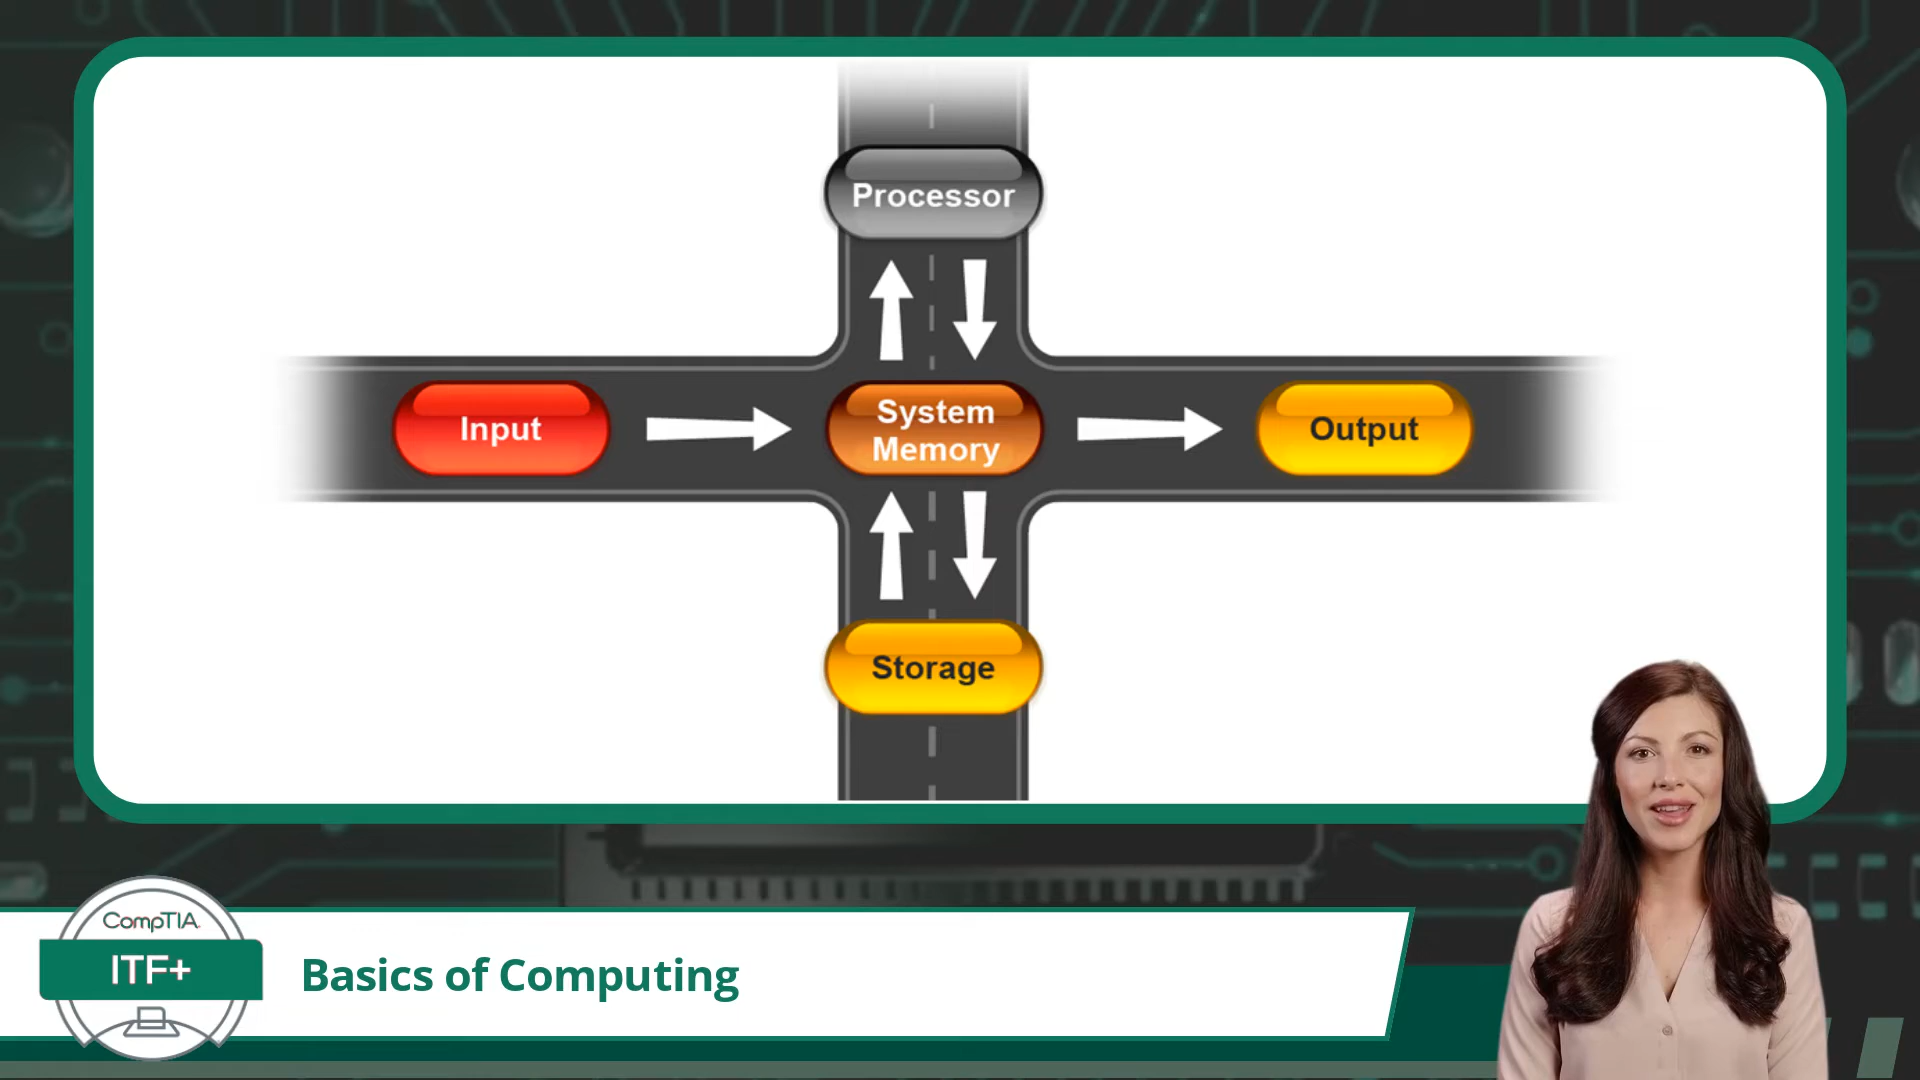 Processor
Input
System
Memory
Output
Storage
CompTIA
ITF+
Basics of Computing